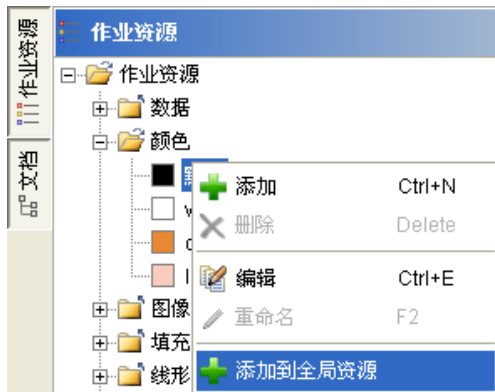 作业资源
文档
作业资源
作业资源
数据
颜色
添加 Ctrl+N
删除 Delete
编辑 Ctrl+E
图像
重命名 F2
填充
线形
添加到全局资源